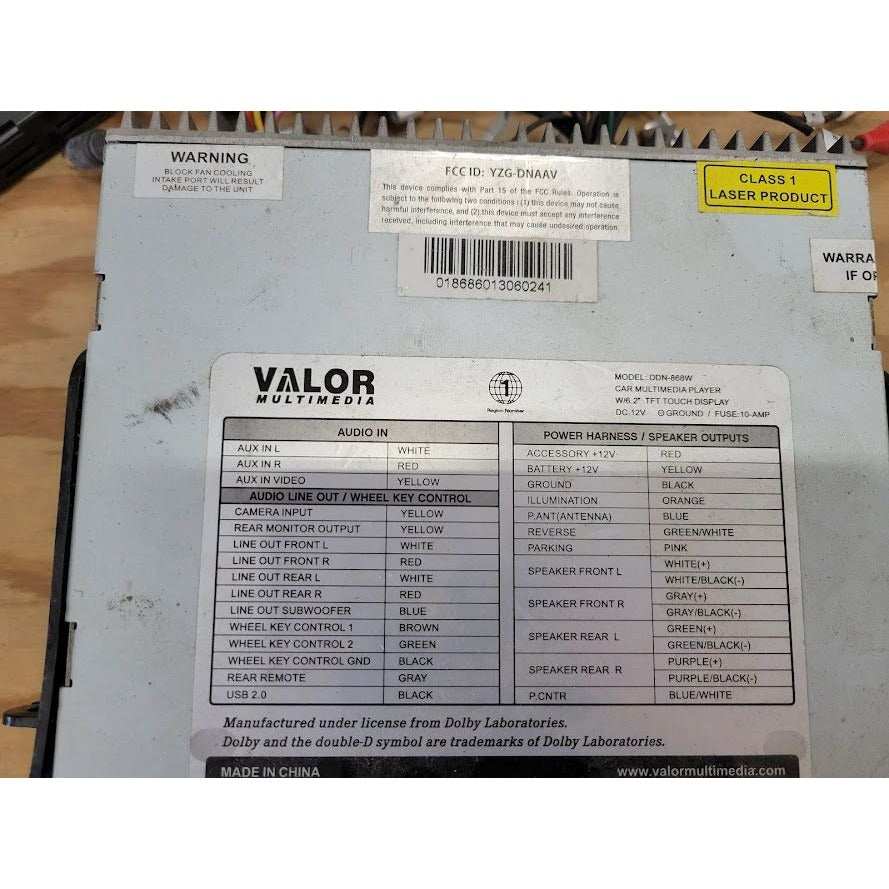 WARNING
BLOCK FAN COOLING
INTAKE PORT WILL RESULT
DAMAGE TO THE UNIT
FCC ID: YZG-DNAAV
This device complies with Part 15 of the FCC Rules. Operation is
subject to the following two conditions : (1) this device may not cause
harmful interference, and (2) this device must accept any interference
received, including interference that may cause undesired operation.
018686013060241
CLASS 1
LASER PRODUCT
WARRA
IF OF
VALOR
MULTIMEDIA
1
Region Number
MODEL: DDN-868W
CAR MULTIMEDIA PLAYER
W/6.2" TFT TOUCH DISPLAY
DC:12V ⊖ GROUND / FUSE:10-AMP
AUDIO IN
AUX IN L WHITE
AUX IN R RED
AUX IN VIDEO YELLOW
AUDIO LINE OUT / WHEEL KEY CONTROL
CAMERA INPUT YELLOW
REAR MONITOR OUTPUT YELLOW
LINE OUT FRONT L WHITE
LINE OUT FRONT R RED
LINE OUT REAR L WHITE
LINE OUT REAR R RED
LINE OUT SUBWOOFER BLUE
WHEEL KEY CONTROL 1 BROWN
WHEEL KEY CONTROL 2 GREEN
WHEEL KEY CONTROL GND BLACK
REAR REMOTE GRAY
USB 2.0 BLACK
POWER HARNESS / SPEAKER OUTPUTS
ACCESSORY +12V RED
BATTERY +12V YELLOW
GROUND BLACK
ILLUMINATION ORANGE
P.ANT(ANTENNA) BLUE
REVERSE GREEN/WHITE
PARKING PINK
SPEAKER FRONT L WHITE(+)
WHITE/BLACK(-)
SPEAKER FRONT R GRAY(+)
GRAY/BLACK(-)
SPEAKER REAR L GREEN(+)
GREEN/BLACK(-)
SPEAKER REAR R PURPLE(+)
PURPLE/BLACK(-)
P.CNTR BLUE/WHITE
Manufactured under license from Dolby Laboratories.
Dolby and the double-D symbol are trademarks of Dolby Laboratories.
MADE IN CHINA
www.valormultimedia.com